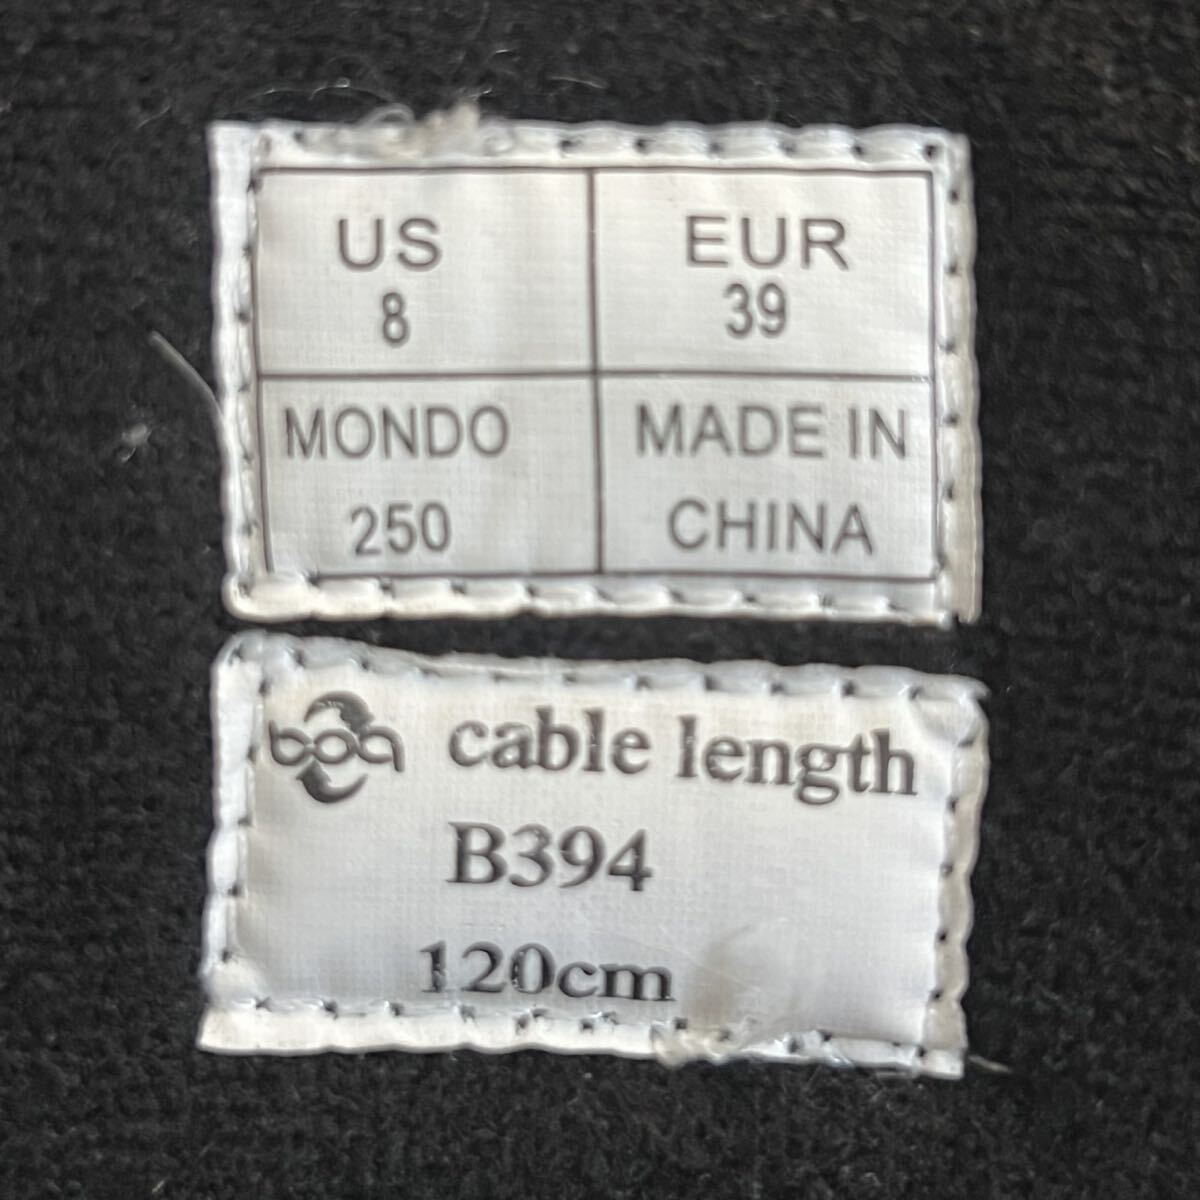 US
8
EUR
39
MONDO
250
MADE IN
CHINA
boa cable length
B394
120cm